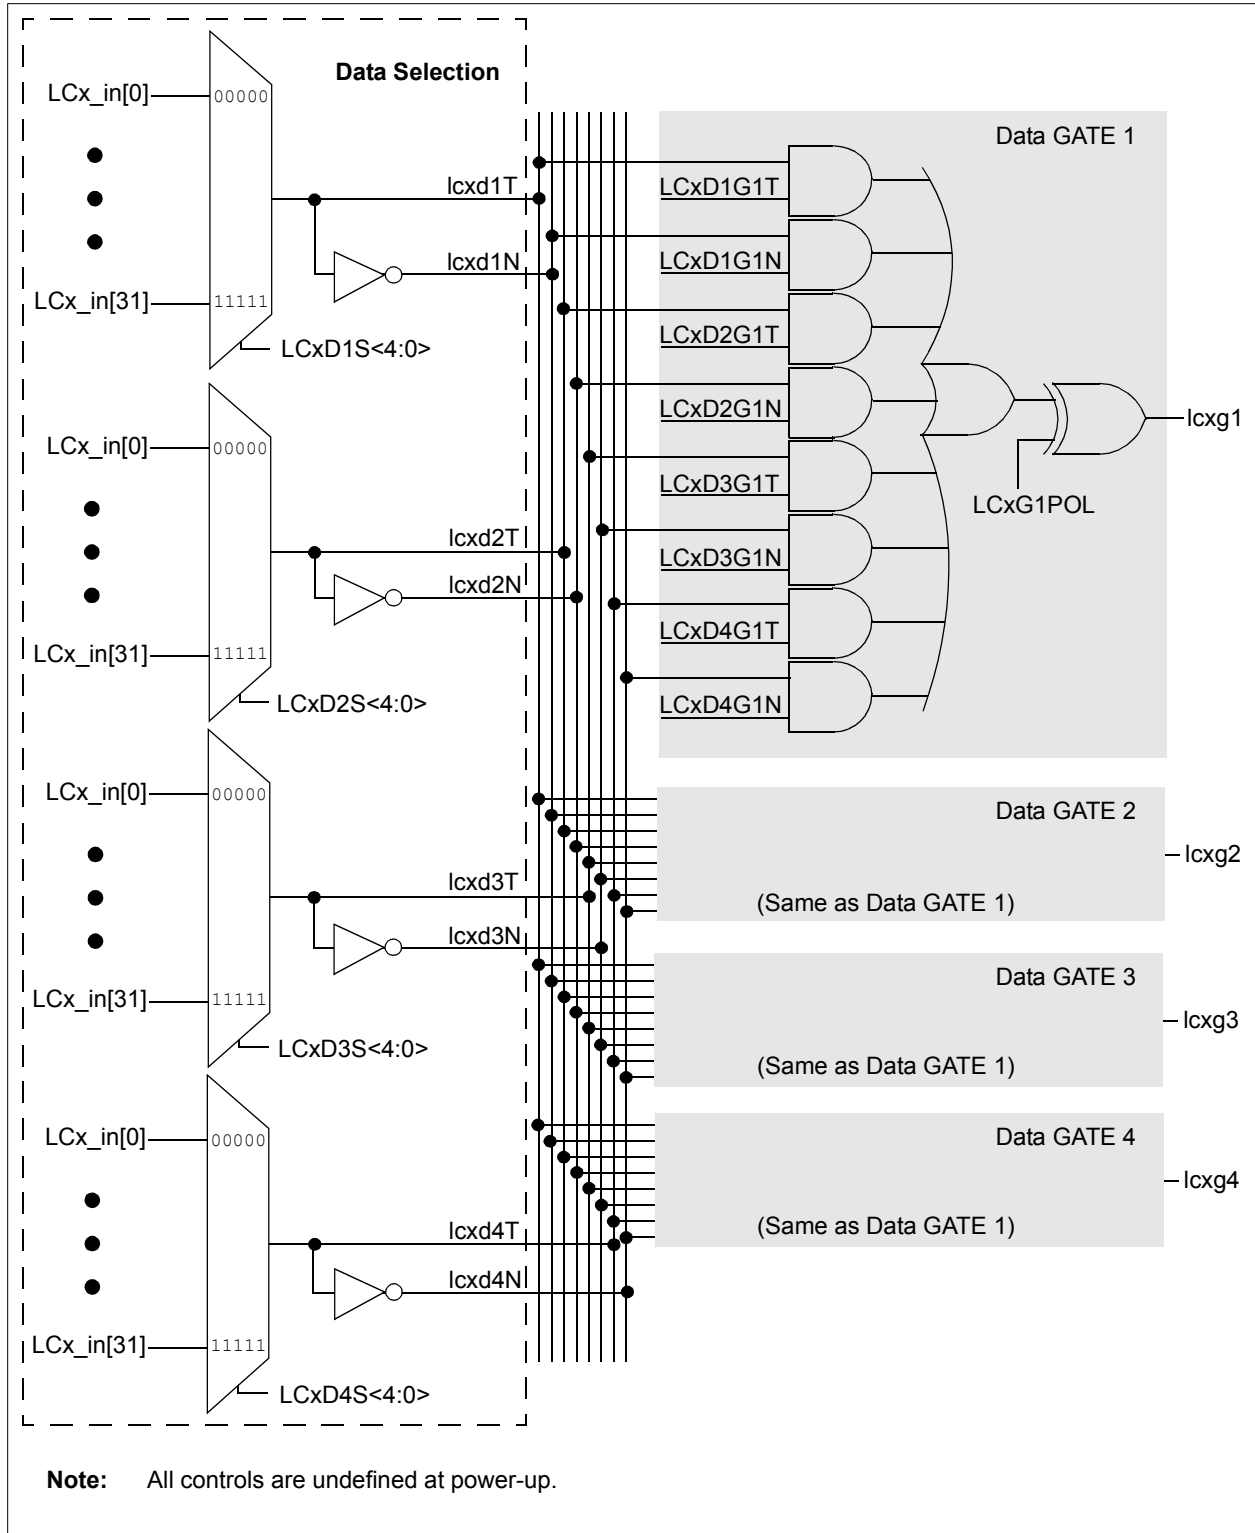 Data Selection
LCx_in[0]
00000
LCx_in[31]
11111
LCxD1S<4:0>
lcxd1T
lcxd1N
LCx_in[0]
00000
LCx_in[31]
11111
LCxD2S<4:0>
lcxd2T
lcxd2N
LCx_in[0]
00000
LCx_in[31]
11111
LCxD3S<4:0>
lcxd3T
lcxd3N
LCx_in[0]
00000
LCx_in[31]
11111
LCxD4S<4:0>
lcxd4T
lcxd4N
Data GATE 1
LCxD1G1T
LCxD1G1N
LCxD2G1T
LCxD2G1N
LCxD3G1T
LCxD3G1N
LCxD4G1T
LCxD4G1N
LCxG1POL
lcxg1
Data GATE 2
(Same as Data GATE 1)
lcxg2
Data GATE 3
(Same as Data GATE 1)
lcxg3
Data GATE 4
(Same as Data GATE 1)
lcxg4
Note: All controls are undefined at power-up.